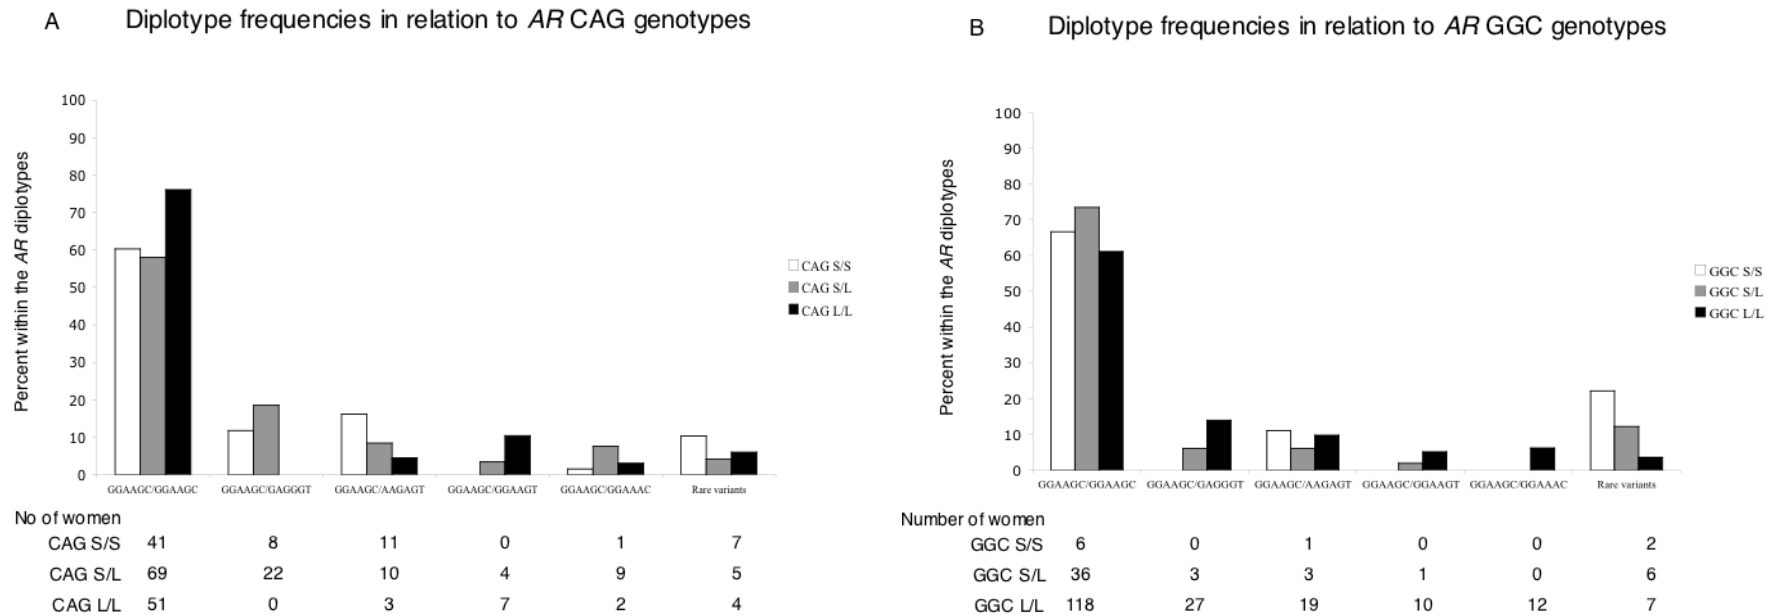 A Diplotype frequencies in relation to AR CAG genotypes
Percent within the AR diplotypes
100
90
80
70
60
50
40
30
20
10
0
CAG S/S
CAG S/L
CAG L/L
GGAAGC/GGAAGC GGAAGC/GAGGGT GGAAGC/AAGAGT GGAAGC/GGAAGT GGAAGC/GGAAAC Rare variants
No of women
CAG S/S 41 8 11 0 1 7
CAG S/L 69 22 10 4 9 5
CAG L/L 51 0 3 7 2 4
B Diplotype frequencies in relation to AR GGC genotypes
Percent within the AR diplotypes
100
90
80
70
60
50
40
30
20
10
0
GGC S/S
GGC S/L
GGC L/L
GGAAGC/GGAAGC GGAAGC/GAGGGT GGAAGC/AAGAGT GGAAGC/GGAAGT GGAAGC/GGAAAC Rare variants
Number of women
GGC S/S 6 0 1 0 0 2
GGC S/L 36 3 3 1 0 6
GGC L/L 118 27 19 10 12 7